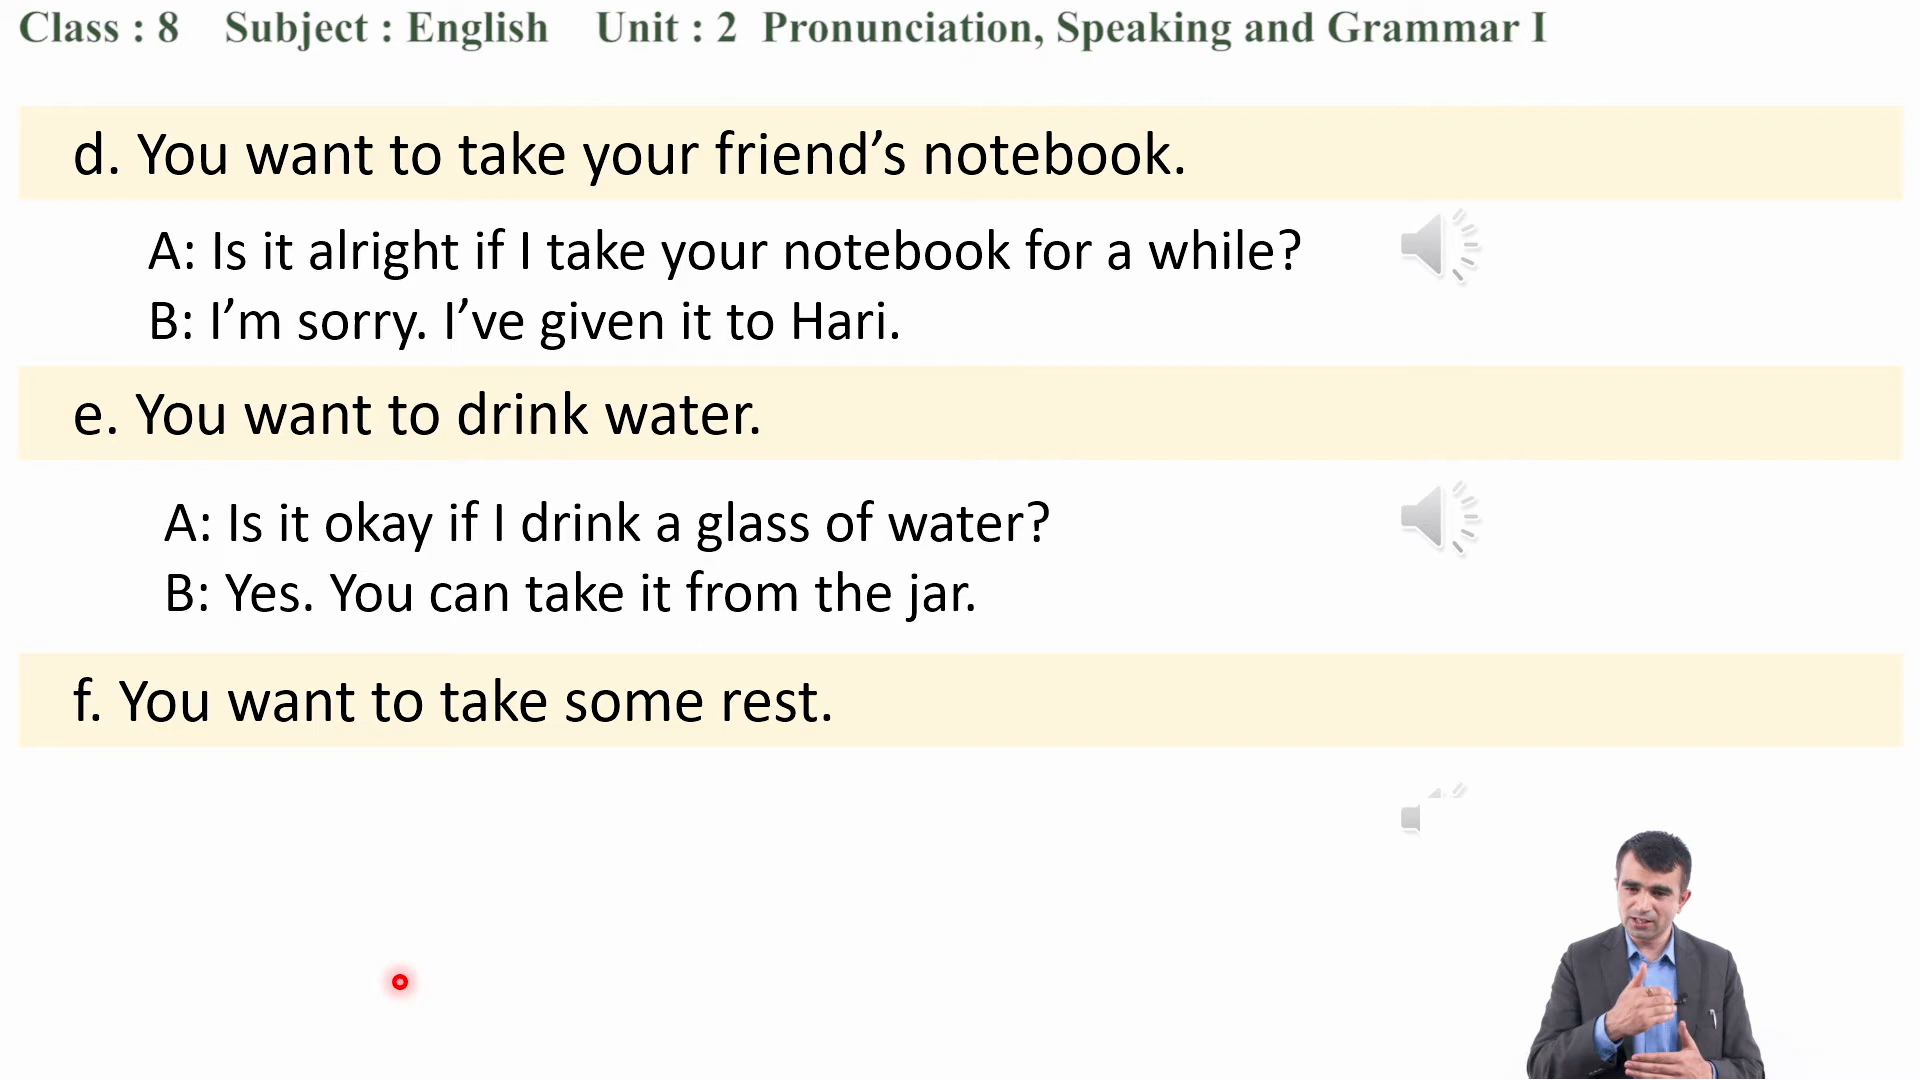 Class : 8 Subject : English Unit : 2 Pronunciation, Speaking and Grammar I
d. You want to take your friend’s notebook.
A: Is it alright if I take your notebook for a while?
B: I’m sorry. I’ve given it to Hari.
e. You want to drink water.
A: Is it okay if I drink a glass of water?
B: Yes. You can take it from the jar.
f. You want to take some rest.